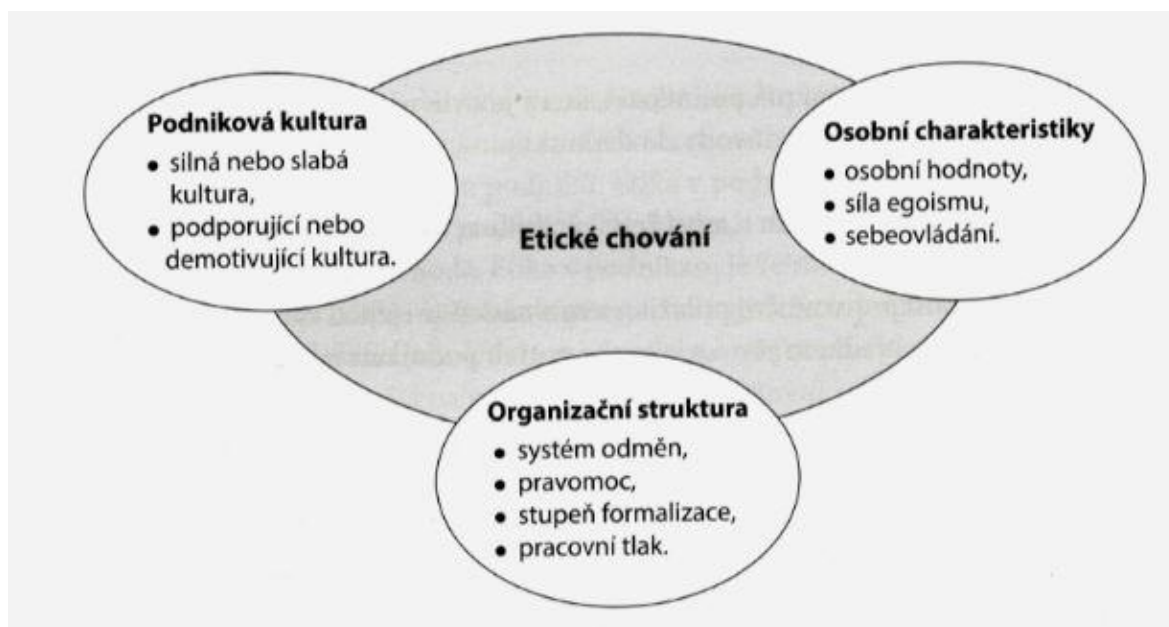 Podniková kultura
• silná nebo slabá
kultura,
• podporující nebo
demotivující kultura.
Etické chování
Osobní charakteristiky
• osobní hodnoty,
• síla egoismu,
• sebeovládání.
Organizační struktura
• systém odměn,
• pravomoc,
• stupeň formalizace,
• pracovní tlak.